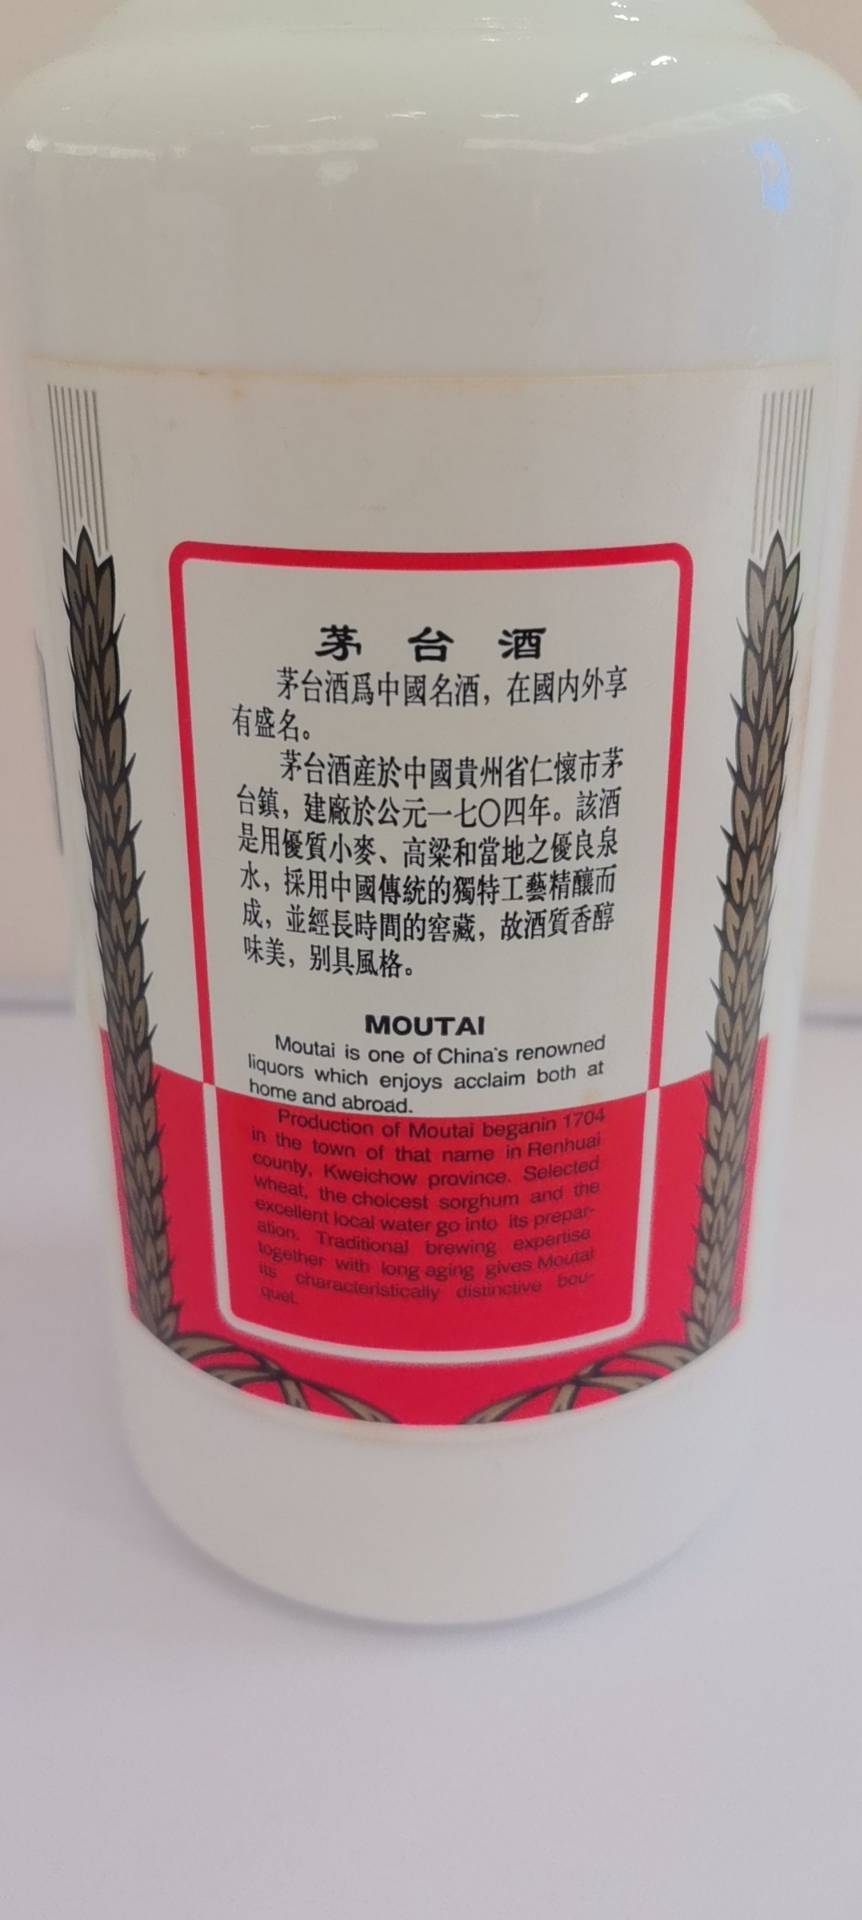 茅台酒
茅台酒爲中國名酒，在國内外享
有盛名。
茅台酒産於中國貴州省仁懷市茅
台鎮，建廠於公元一七〇四年。該酒
是用優質小麥、高粱和當地之優良泉
水，採用中國傳統的獨特工藝精釀而
成，並經長時間的窖藏，故酒質香醇
味美，别具風格。
MOUTAI
Moutai is one of China's renowned
liquors which enjoys acclaim both at
home and abroad.
Production of Moutai beganin 1704
in the town of that name in Renhuai
county, Kweichow province. Selected
wheat, the choicest sorghum and the
excellent local water go into its prepar-
ation. Traditional brewing expertise
together with long aging gives Moutai
its characteristically distinctive bou-
quet.